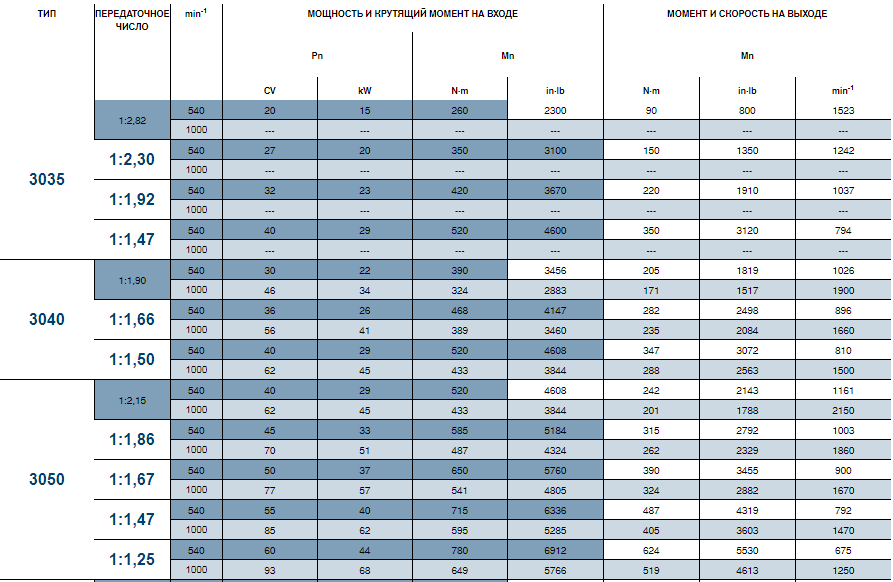 ТИП ПЕРЕДАТОЧНОЕ ЧИСЛО min-1 МОЩНОСТЬ И КРУТЯЩИЙ МОМЕНТ НА ВХОДЕ МОМЕНТ И СКОРОСТЬ НА ВЫХОДЕ
Pn Mn Mn
CV kW N·m in·lb N·m in·lb min-1
3035
1:2,82
540 20 15 260 2300 90 800 1523
1000 --- --- --- --- --- --- ---
1:2,30
540 27 20 350 3100 150 1350 1242
1000 --- --- --- --- --- --- ---
1:1,92
540 32 23 420 3670 220 1910 1037
1000 --- --- --- --- --- --- ---
1:1,47
540 40 29 520 4600 350 3120 794
1000 --- --- --- --- --- --- ---
3040
1:1,90
540 30 22 390 3456 205 1819 1026
1000 46 34 324 2883 171 1517 1900
1:1,66
540 36 26 468 4147 282 2498 896
1000 56 41 389 3460 235 2084 1660
1:1,50
540 40 29 520 4608 347 3072 810
1000 62 45 433 3844 288 2563 1500
3050
1:2,15
540 40 29 520 4608 242 2143 1161
1000 62 45 433 3844 201 1788 2150
1:1,86
540 45 33 585 5184 315 2792 1003
1000 70 51 487 4324 262 2329 1860
1:1,67
540 50 37 650 5760 390 3455 900
1000 77 57 541 4805 324 2882 1670
1:1,47
540 55 40 715 6336 487 4319 792
1000 85 62 595 5285 405 3603 1470
1:1,25
540 60 44 780 6912 624 5530 675
1000 93 68 649 5766 519 4613 1250